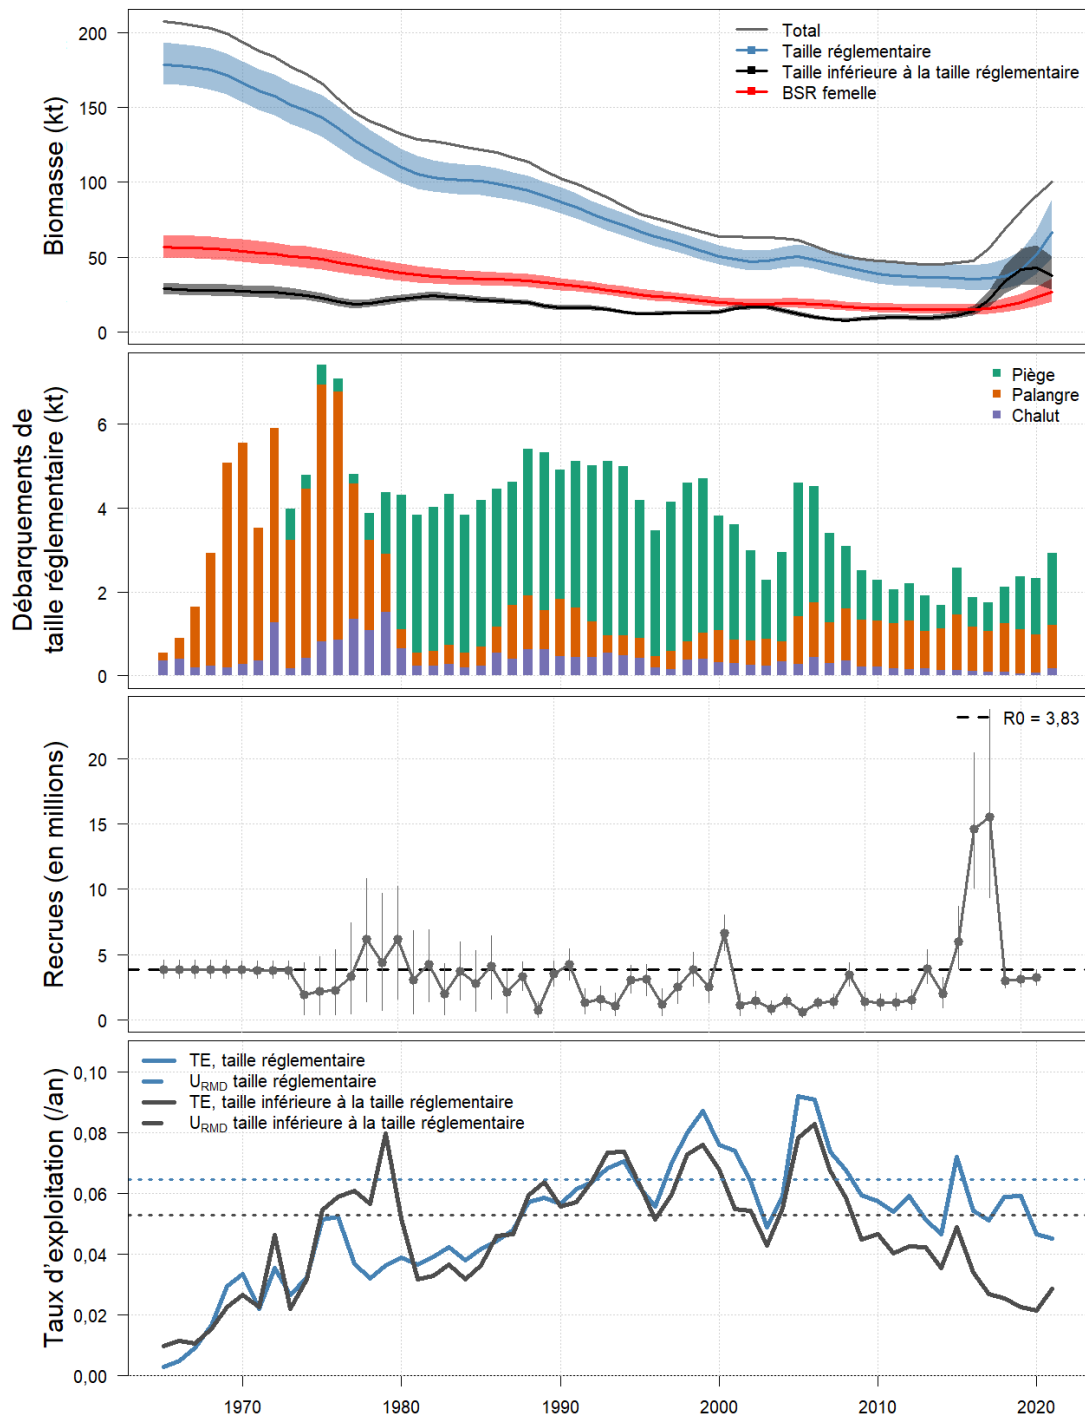 Biomasse (kt)
200
150
100
50
0
Total
Taille réglementaire
Taille inférieure à la taille réglementaire
BSR femelle
Débarquements de
taille réglementaire (kt)
6
4
2
0
Piège
Palangre
Chalut
Recrues (en millions)
20
15
10
5
0
R0 = 3,83
Taux d'exploitation (/an)
0,10
0,08
0,06
0,04
0,02
0,00
TE, taille réglementaire
URMD taille réglementaire
TE, taille inférieure à la taille réglementaire
URMD taille inférieure à la taille réglementaire
1970 1980 1990 2000 2010 2020